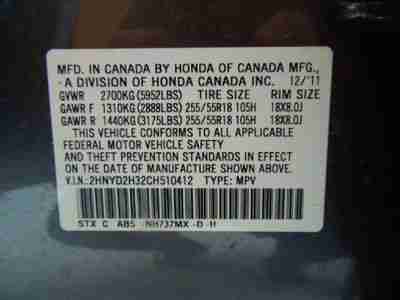 MFD. IN CANADA BY HONDA OF CANADA MFG.,
-A DIVISION OF HONDA CANADA INC. 12/'11
GVWR 2700KG(5952LBS) TIRE SIZE RIM SIZE
GAWR F 1310KG(2888LBS) 255/55R18 105H 18X8.0J
GAWR R 1440KG(3175LBS) 255/55R18 105H 18X8.0J
THIS VEHICLE CONFORMS TO ALL APPLICABLE
FEDERAL MOTOR VEHICLE SAFETY
AND THEFT PREVENTION STANDARDS IN EFFECT
ON THE DATE OF MANUFACTURE SHOWN ABOVE.
V.I.N.:2HNYD2H32CH510412 TYPE: MPV
STX C AB5 NH737MX-D-H